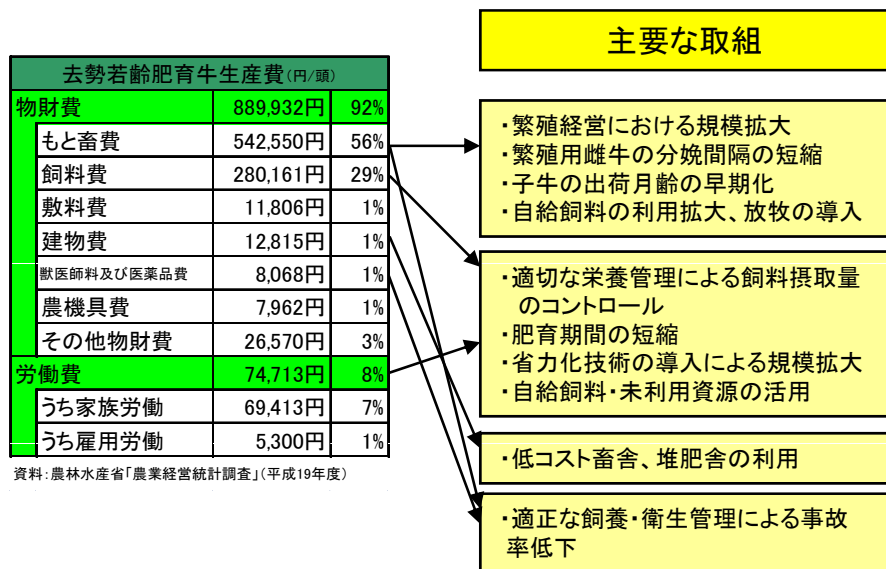 主要な取組
去勢若齢肥育牛生産費(円/頭)
物財費 889,932円 92%
もと畜費 542,550円 56%
飼料費 280,161円 29%
敷料費 11,806円 1%
建物費 12,815円 1%
獣医師料及び医薬品費 8,068円 1%
農機具費 7,962円 1%
その他物財費 26,570円 3%
労働費 74,713円 8%
うち家族労働 69,413円 7%
うち雇用労働 5,300円 1%
資料:農林水産省「農業経営統計調査」(平成19年度)
・繁殖経営における規模拡大
・繁殖用雌牛の分娩間隔の短縮
・子牛の出荷月齢の早期化
・自給飼料の利用拡大、放牧の導入
・適切な栄養管理による飼料摂取量
のコントロール
・肥育期間の短縮
・省力化技術の導入による規模拡大
・自給飼料・未利用資源の活用
・低コスト畜舎、堆肥舎の利用
・適正な飼養・衛生管理による事故
率低下